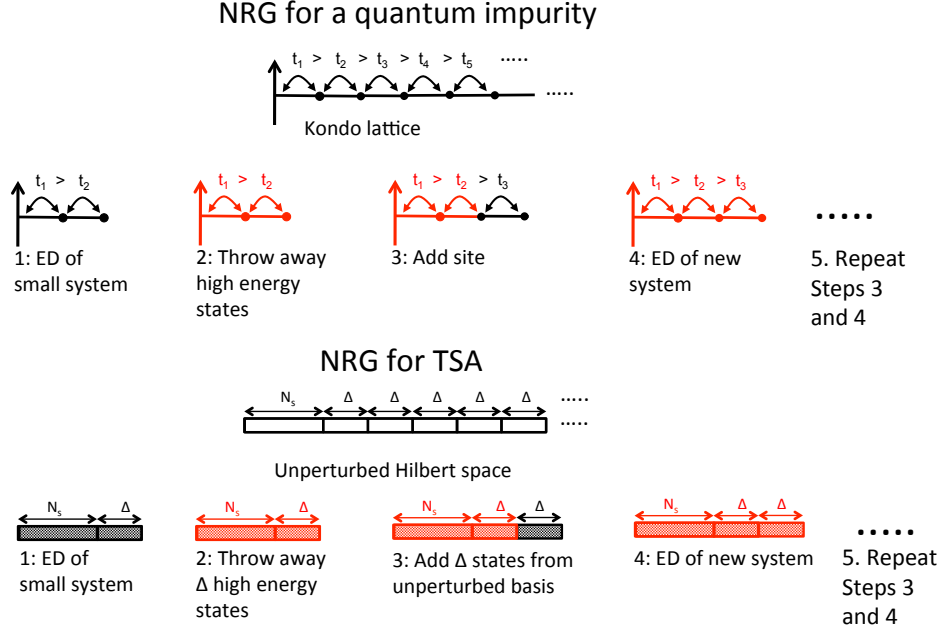 NRG for a quantum impurity
t₁ > t₂ > t₃ > t₄ > t₅ .....
.....
Kondo lattice
t₁ > t₂
t₁ > t₂
t₁ > t₂ > t₃
t₁ > t₂ > t₃
.....
1: ED of
small system
2: Throw away
high energy
states
3: Add site
4: ED of new
system
5. Repeat
Steps 3
and 4
NRG for TSA
Nₛ Δ Δ Δ Δ Δ .....
.....
Unperturbed Hilbert space
Nₛ Δ
Nₛ Δ
Nₛ Δ Δ
Nₛ Δ Δ
.....
1: ED of
small system
2: Throw away
Δ high energy
states
3: Add Δ states from
unperturbed basis
4: ED of new system
5. Repeat
Steps 3
and 4